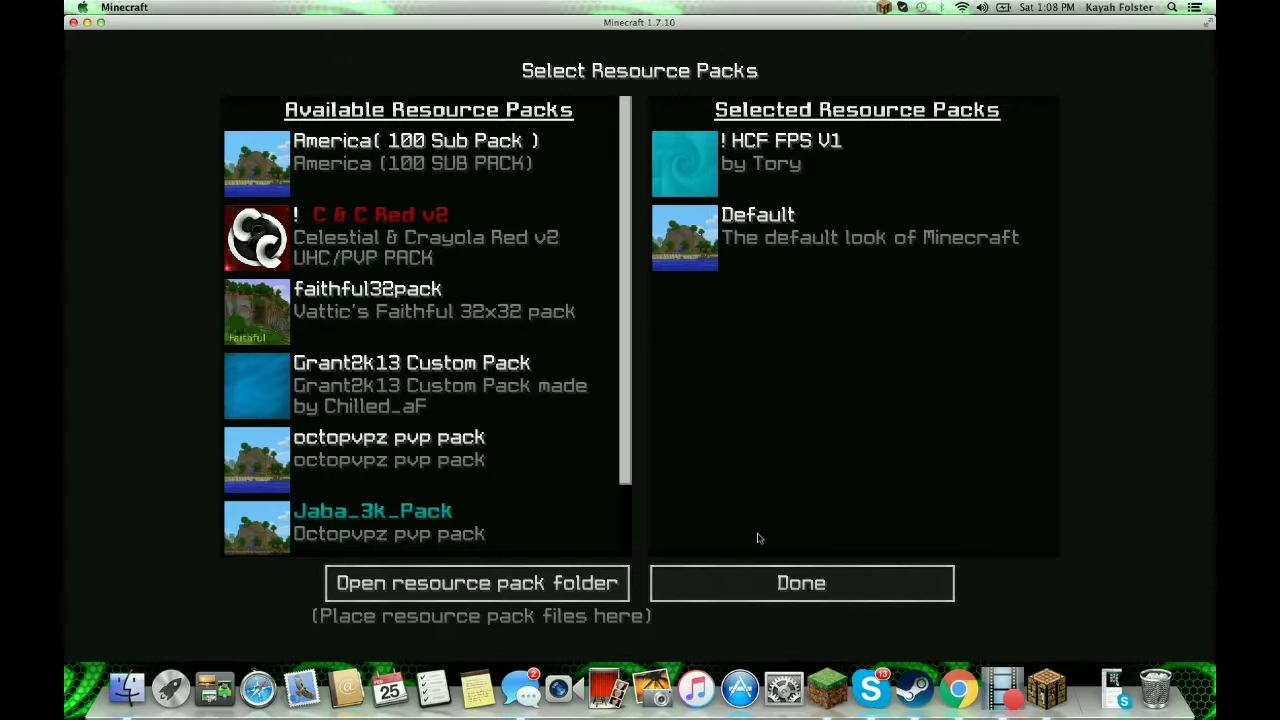 Minecraft
Sat 1:08 PM
Kayah Folster
Minecraft 1.7.10
Select Resource Packs
Available Resource Packs
America( 100 Sub Pack )
America (100 SUB PACK)
! C & C Red v2
Celestial & Crayola Red v2
UHC/PVP PACK
Faithful
faithful32pack
Vattic's Faithful 32x32 pack
Grant2k13 Custom Pack
Grant2k13 Custom Pack made
by Chilled_aF
octopvpz pvp pack
octopvpz pvp pack
Jaba_3k_Pack
Octopvpz pvp pack
Selected Resource Packs
! HCF FPS V1
by Tory
Default
The default look of Minecraft
Open resource pack folder
Done
(Place resource pack files here)
FEB
25
2
13